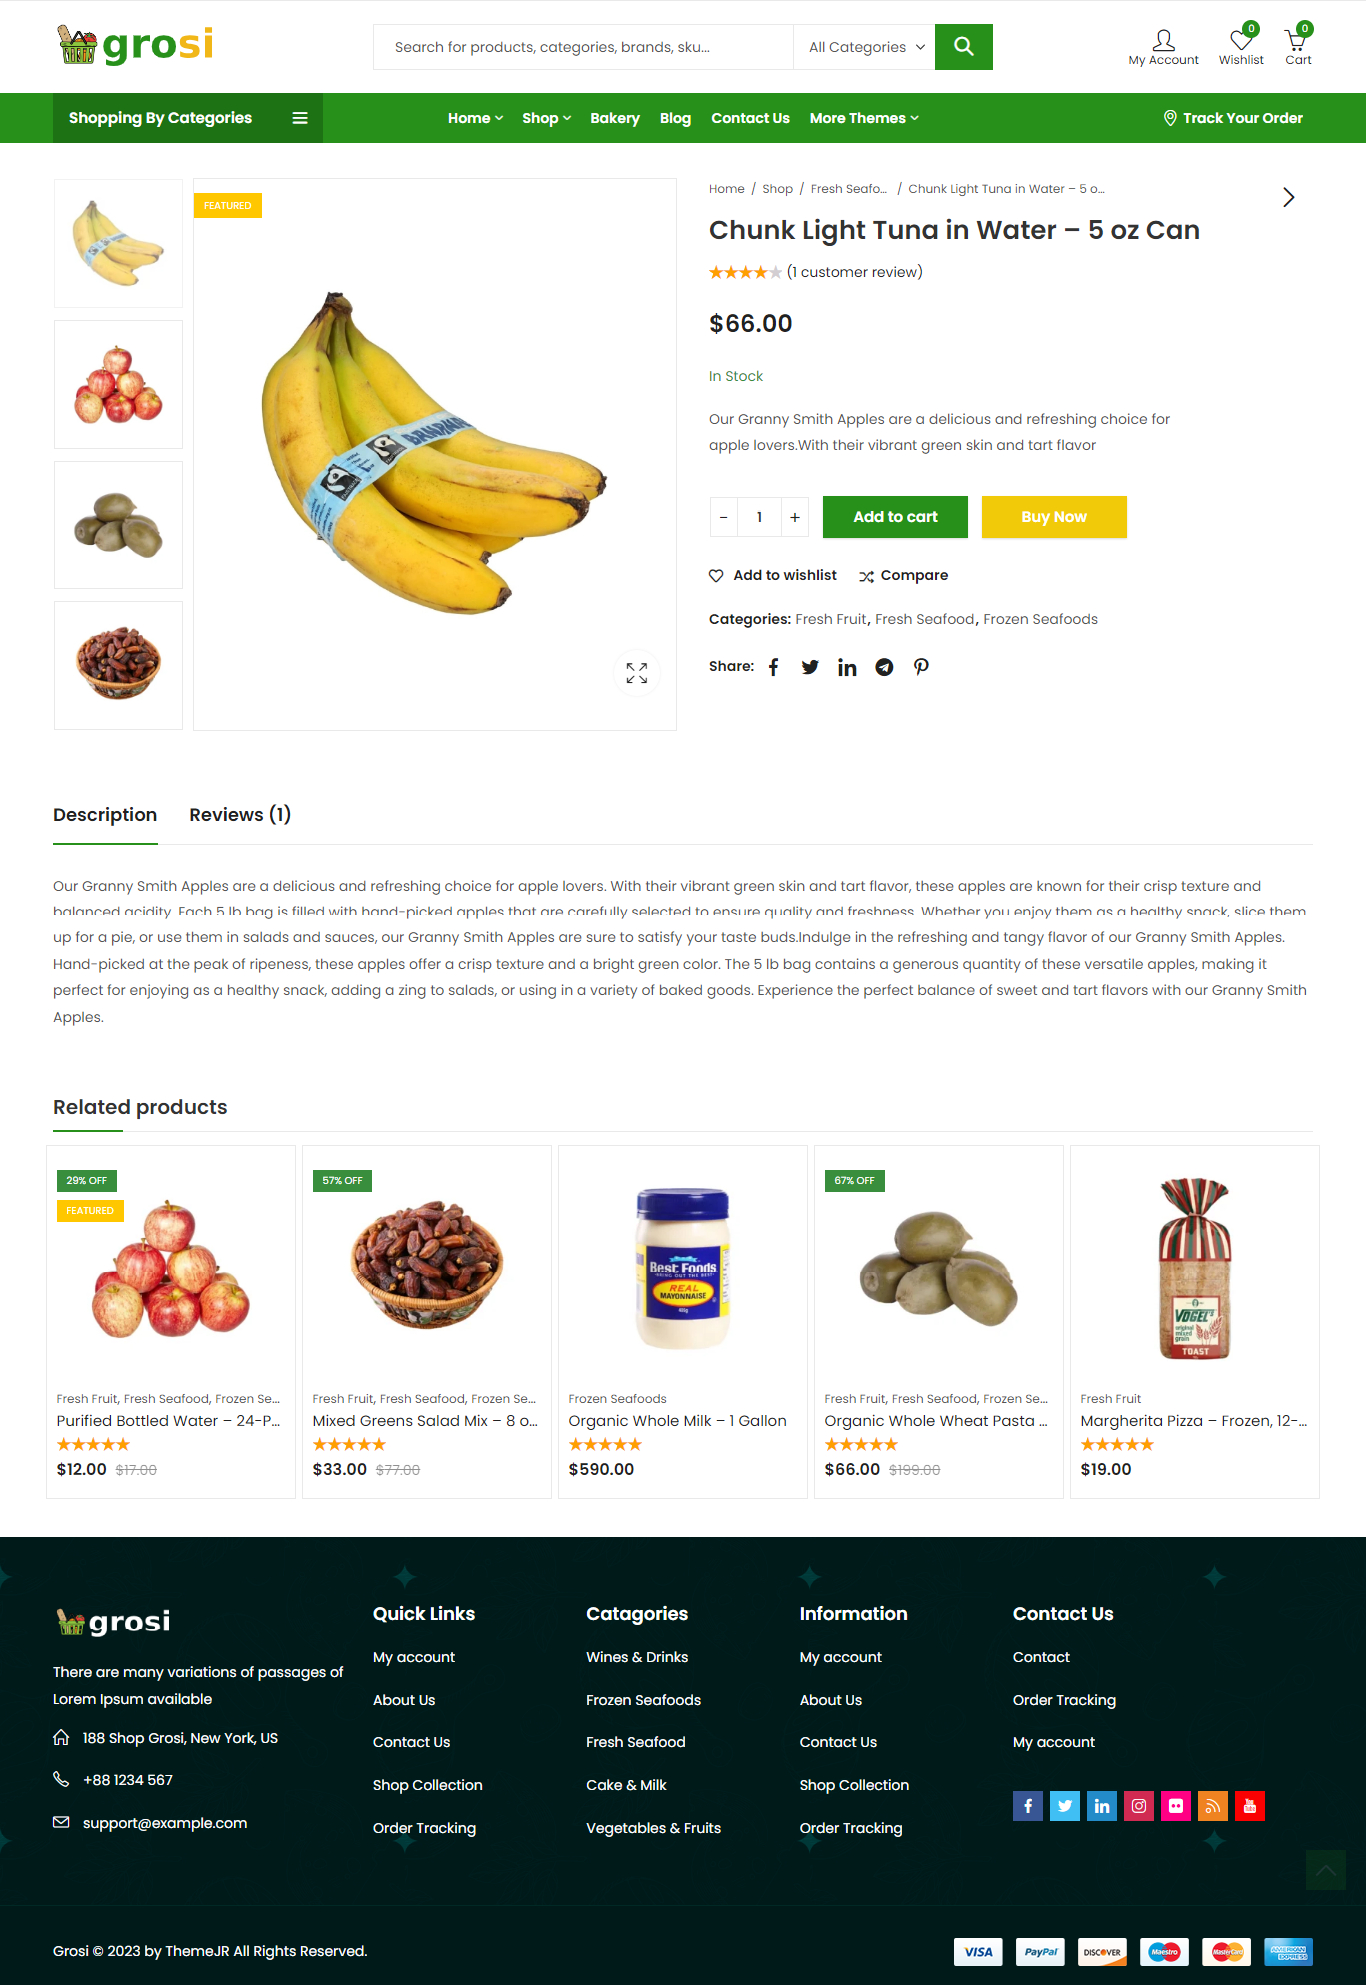 grosi
Search for products, categories, brands, sku...
All Categories
My Account
0
Wishlist
0
Cart
Shopping By Categories
Home
Shop
Bakery
Blog
Contact Us
More Themes
Track Your Order
FEATURED
Home / Shop / Fresh Seafo... / Chunk Light Tuna in Water – 5 o...
Chunk Light Tuna in Water – 5 oz Can
(1 customer review)
$66.00
In Stock
Our Granny Smith Apples are a delicious and refreshing choice for
apple lovers.With their vibrant green skin and tart flavor
- 1 +
Add to cart
Buy Now
Add to wishlist
Compare
Categories: Fresh Fruit, Fresh Seafood, Frozen Seafoods
Share:
Description
Reviews (1)
Our Granny Smith Apples are a delicious and refreshing choice for apple lovers. With their vibrant green skin and tart flavor, these apples are known for their crisp texture and
balanced acidity. Each 5 lb bag is filled with hand-picked apples that are carefully selected to ensure quality and freshness. Whether you enjoy them as a healthy snack, slice them
up for a pie, or use them in salads and sauces, our Granny Smith Apples are sure to satisfy your taste buds.Indulge in the refreshing and tangy flavor of our Granny Smith Apples.
Hand-picked at the peak of ripeness, these apples offer a crisp texture and a bright green color. The 5 lb bag contains a generous quantity of these versatile apples, making it
perfect for enjoying as a healthy snack, adding a zing to salads, or using in a variety of baked goods. Experience the perfect balance of sweet and tart flavors with our Granny Smith
Apples.
Related products
29% OFF
FEATURED
Fresh Fruit, Fresh Seafood, Frozen Se...
Purified Bottled Water – 24-P...
$12.00 $17.00
57% OFF
Fresh Fruit, Fresh Seafood, Frozen Se...
Mixed Greens Salad Mix – 8 o...
$33.00 $77.00
Best Foods
BRING OUT THE BEST
REAL
MAYONNAISE
Frozen Seafoods
Organic Whole Milk – 1 Gallon
$590.00
67% OFF
Fresh Fruit, Fresh Seafood, Frozen Se...
Organic Whole Wheat Pasta ...
$66.00 $199.00
VOGEL'S
original
mixed
grain
TOAST
Fresh Fruit
Margherita Pizza – Frozen, 12-...
$19.00
grosi
There are many variations of passages of
Lorem Ipsum available
188 Shop Grosi, New York, US
+88 1234 567
support@example.com
Quick Links
My account
About Us
Contact Us
Shop Collection
Order Tracking
Catagories
Wines & Drinks
Frozen Seafoods
Fresh Seafood
Cake & Milk
Vegetables & Fruits
Information
My account
About Us
Contact Us
Shop Collection
Order Tracking
Contact Us
Contact
Order Tracking
My account
Grosi © 2023 by ThemeJR All Rights Reserved.
VISA
PayPal
DISCOVER
Maestro
MasterCard
AMERICAN
EXPRESS